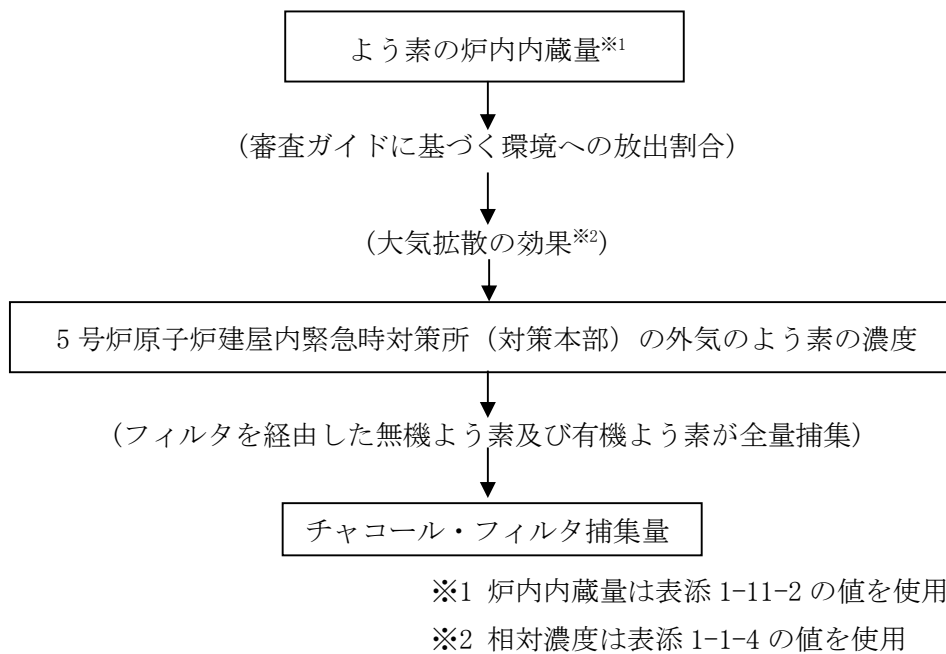 よう素の炉内内蔵量※1
(審査ガイドに基づく環境への放出割合)
(大気拡散の効果※2)
5号炉原子炉建屋内緊急時対策所(対策本部)の外気のよう素の濃度
(フィルタを経由した無機よう素及び有機よう素が全量捕集)
チャコール・フィルタ捕集量
※1 炉内内蔵量は表添 1-11-2 の値を使用
※2 相対濃度は表添 1-1-4 の値を使用